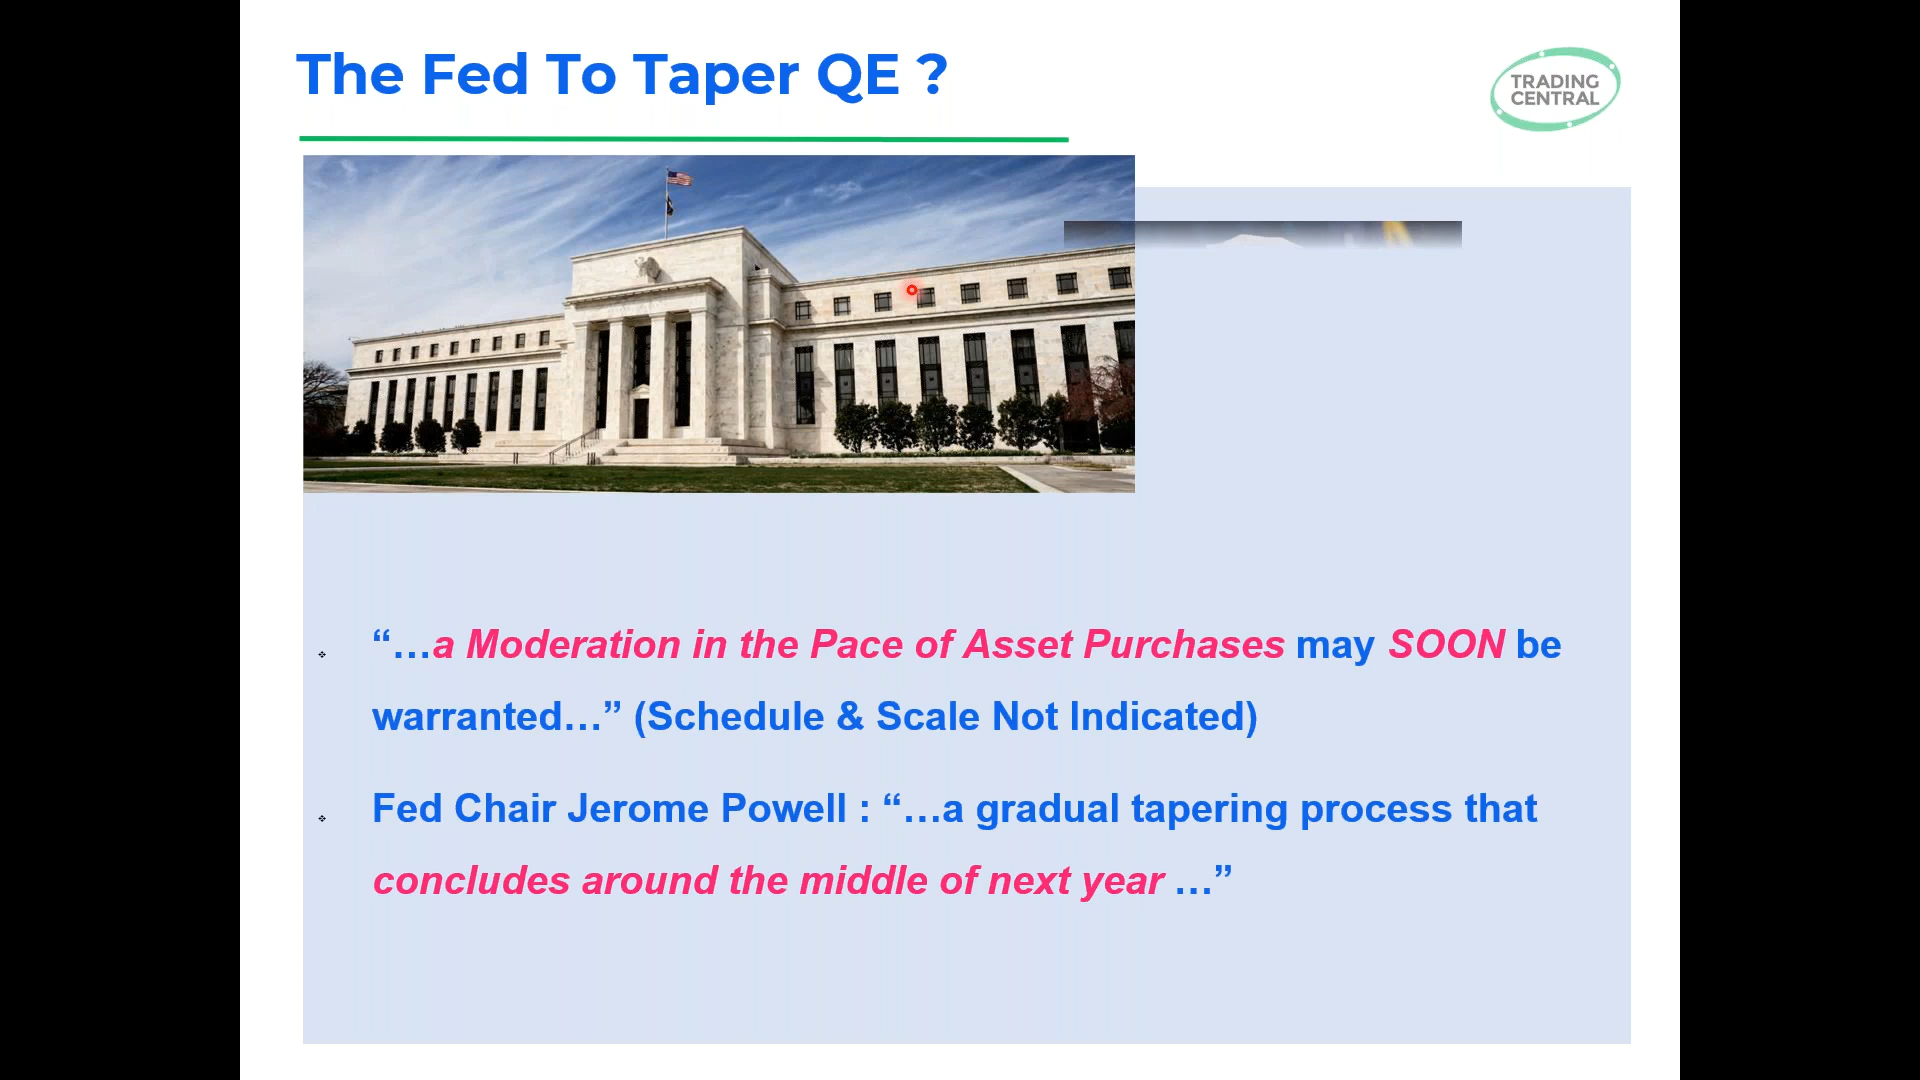 The Fed To Taper QE ?
TRADING
CENTRAL
“…a Moderation in the Pace of Asset Purchases may SOON be
warranted…” (Schedule & Scale Not Indicated)
Fed Chair Jerome Powell : “…a gradual tapering process that
concludes around the middle of next year …”